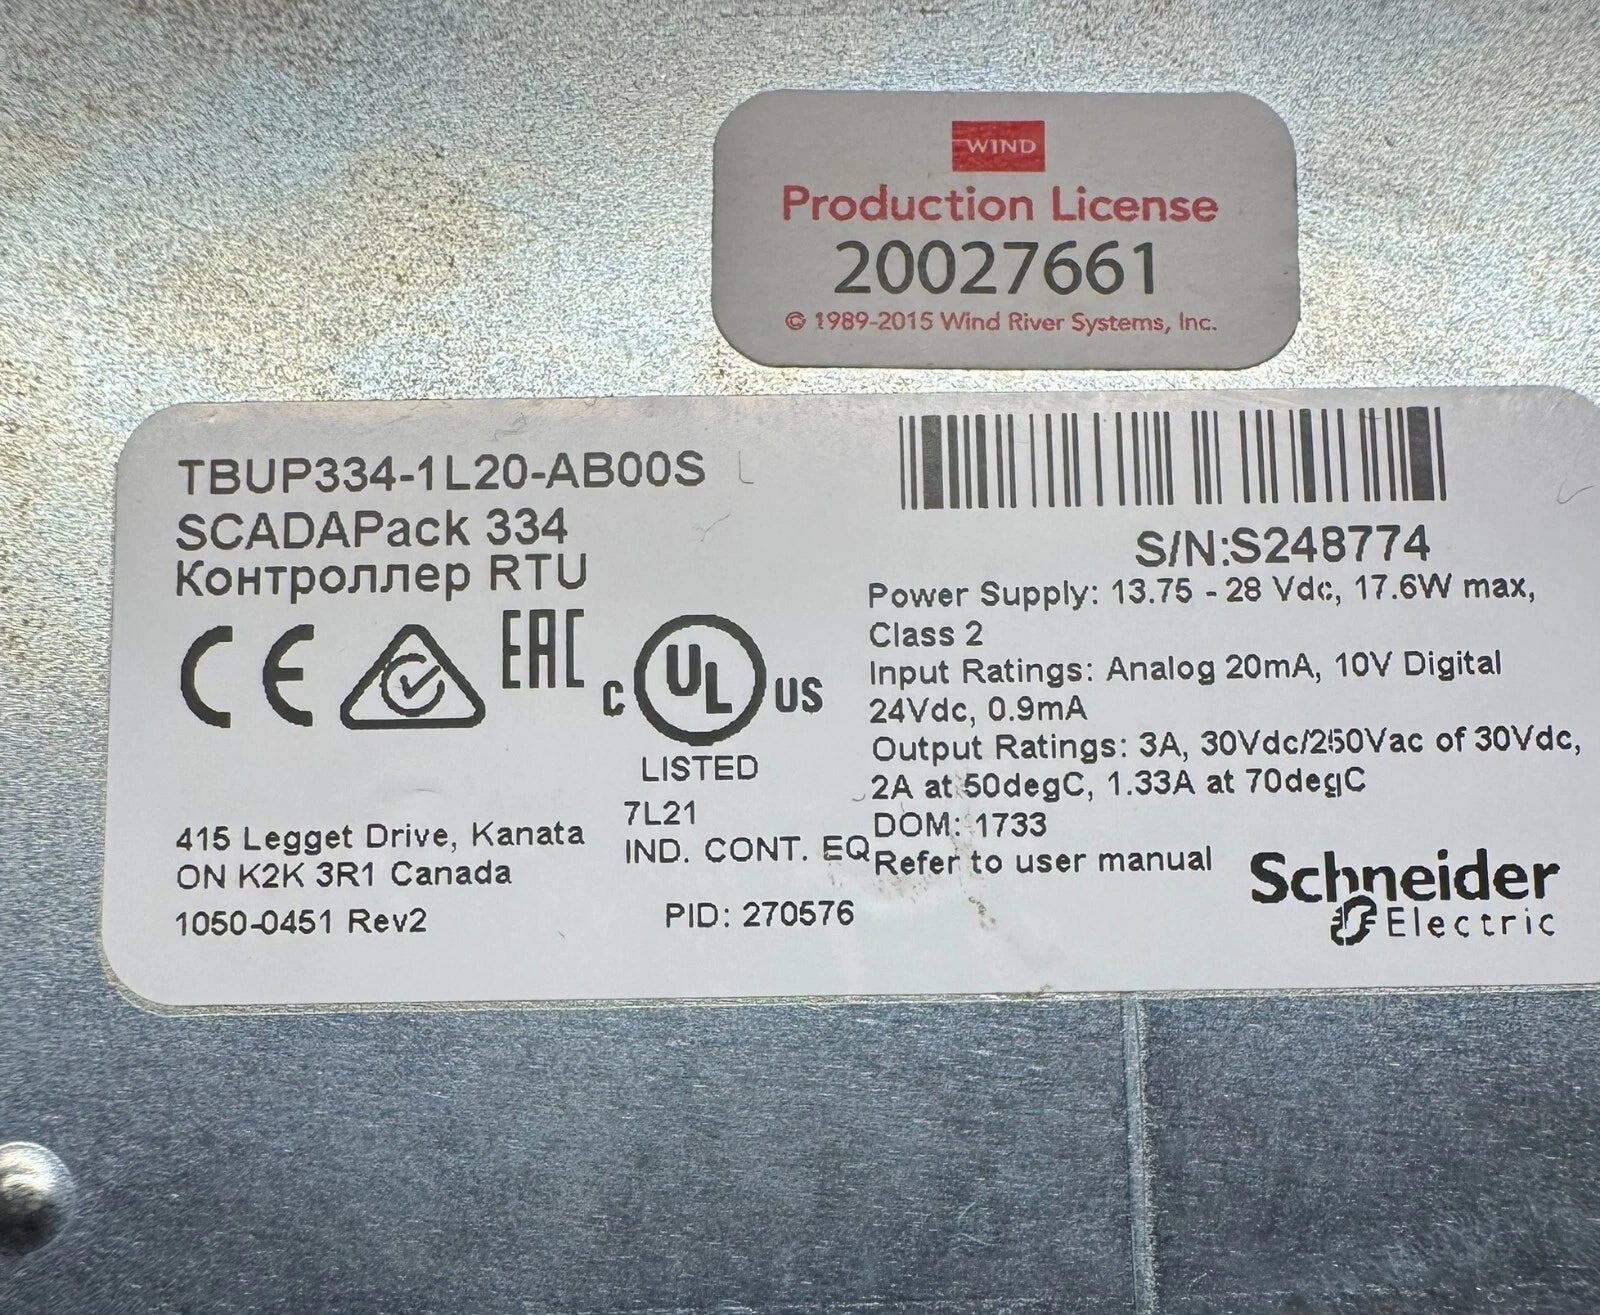 WIND
Production License
20027661
© 1989-2015 Wind River Systems, Inc.
TBUP334-1L20-AB00S
SCADAPack 334
Контроллер RTU
CE
EAC
C UL US
LISTED
7L21
IND. CONT. EQ
415 Legget Drive, Kanata
ON K2K 3R1 Canada
1050-0451 Rev2
PID: 270576
S/N:S248774
Power Supply: 13.75 - 28 Vdc, 17.6W max,
Class 2
Input Ratings: Analog 20mA, 10V Digital
24Vdc, 0.9mA
Output Ratings: 3A, 30Vdc/250Vac of 30Vdc,
2A at 50degC, 1.33A at 70degC
DOM: 1733
Refer to user manual
Schneider
Electric